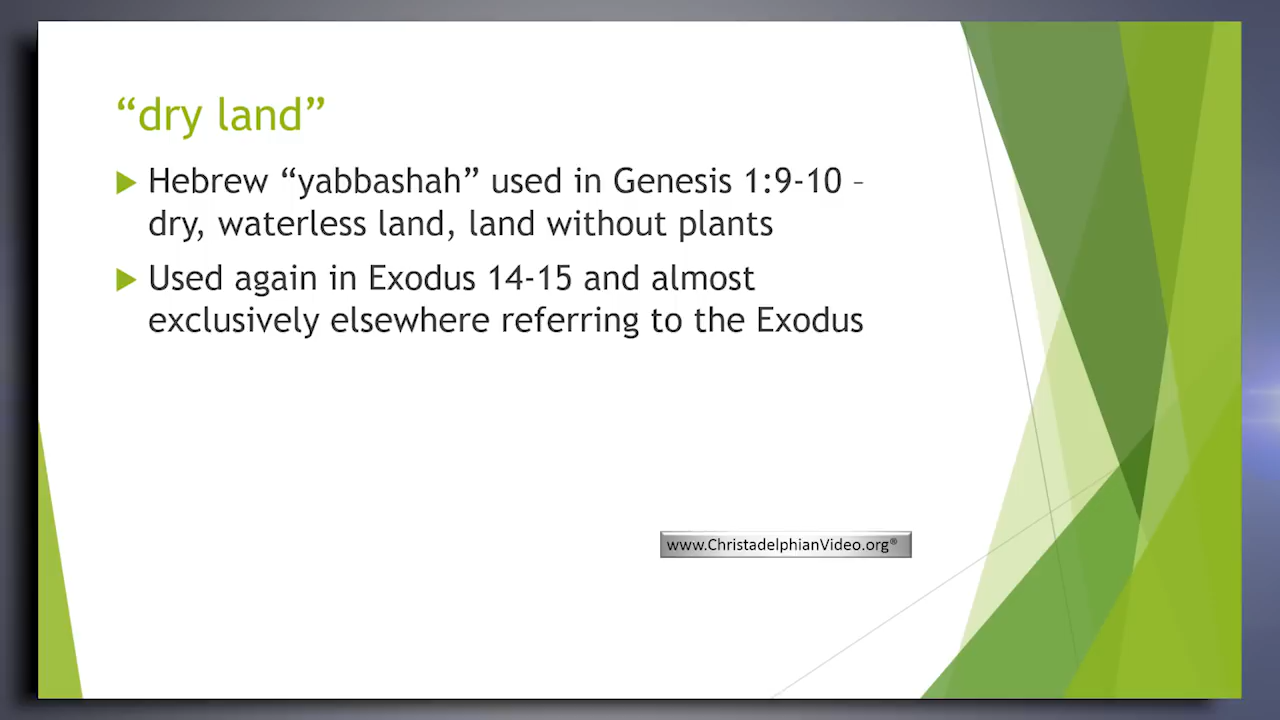 “dry land”
Hebrew “yabbashah” used in Genesis 1:9-10 –
dry, waterless land, land without plants
Used again in Exodus 14-15 and almost
exclusively elsewhere referring to the Exodus
www.ChristadelphianVideo.org®